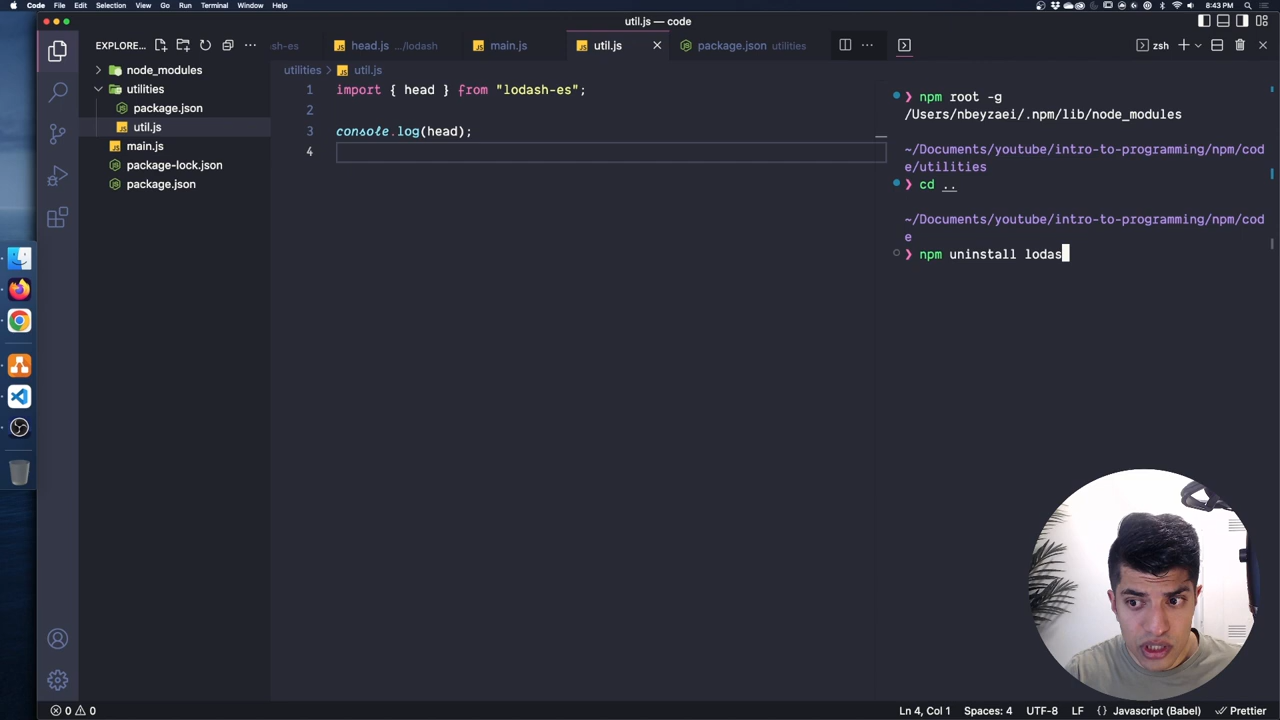 Code File Edit Selection View Go Run Terminal Window Help
8:43 PM
util.js — code
EXPLORE...
sh-es
head.js .../lodash
main.js
util.js
package.json utilities
zsh
node_modules
utilities
package.json
util.js
main.js
package-lock.json
package.json
utilities > util.js
1 import { head } from "lodash-es";
2
3 console.log(head);
4
❯ npm root -g
/Users/nbeyzaei/.npm/lib/node_modules
~/Documents/youtube/intro-to-programming/npm/cod
e/utilities
❯ cd ..
~/Documents/youtube/intro-to-programming/npm/cod
e
❯ npm uninstall lodas
0 0
Ln 4, Col 1 Spaces: 4 UTF-8 LF {} Javascript (Babel) Prettier